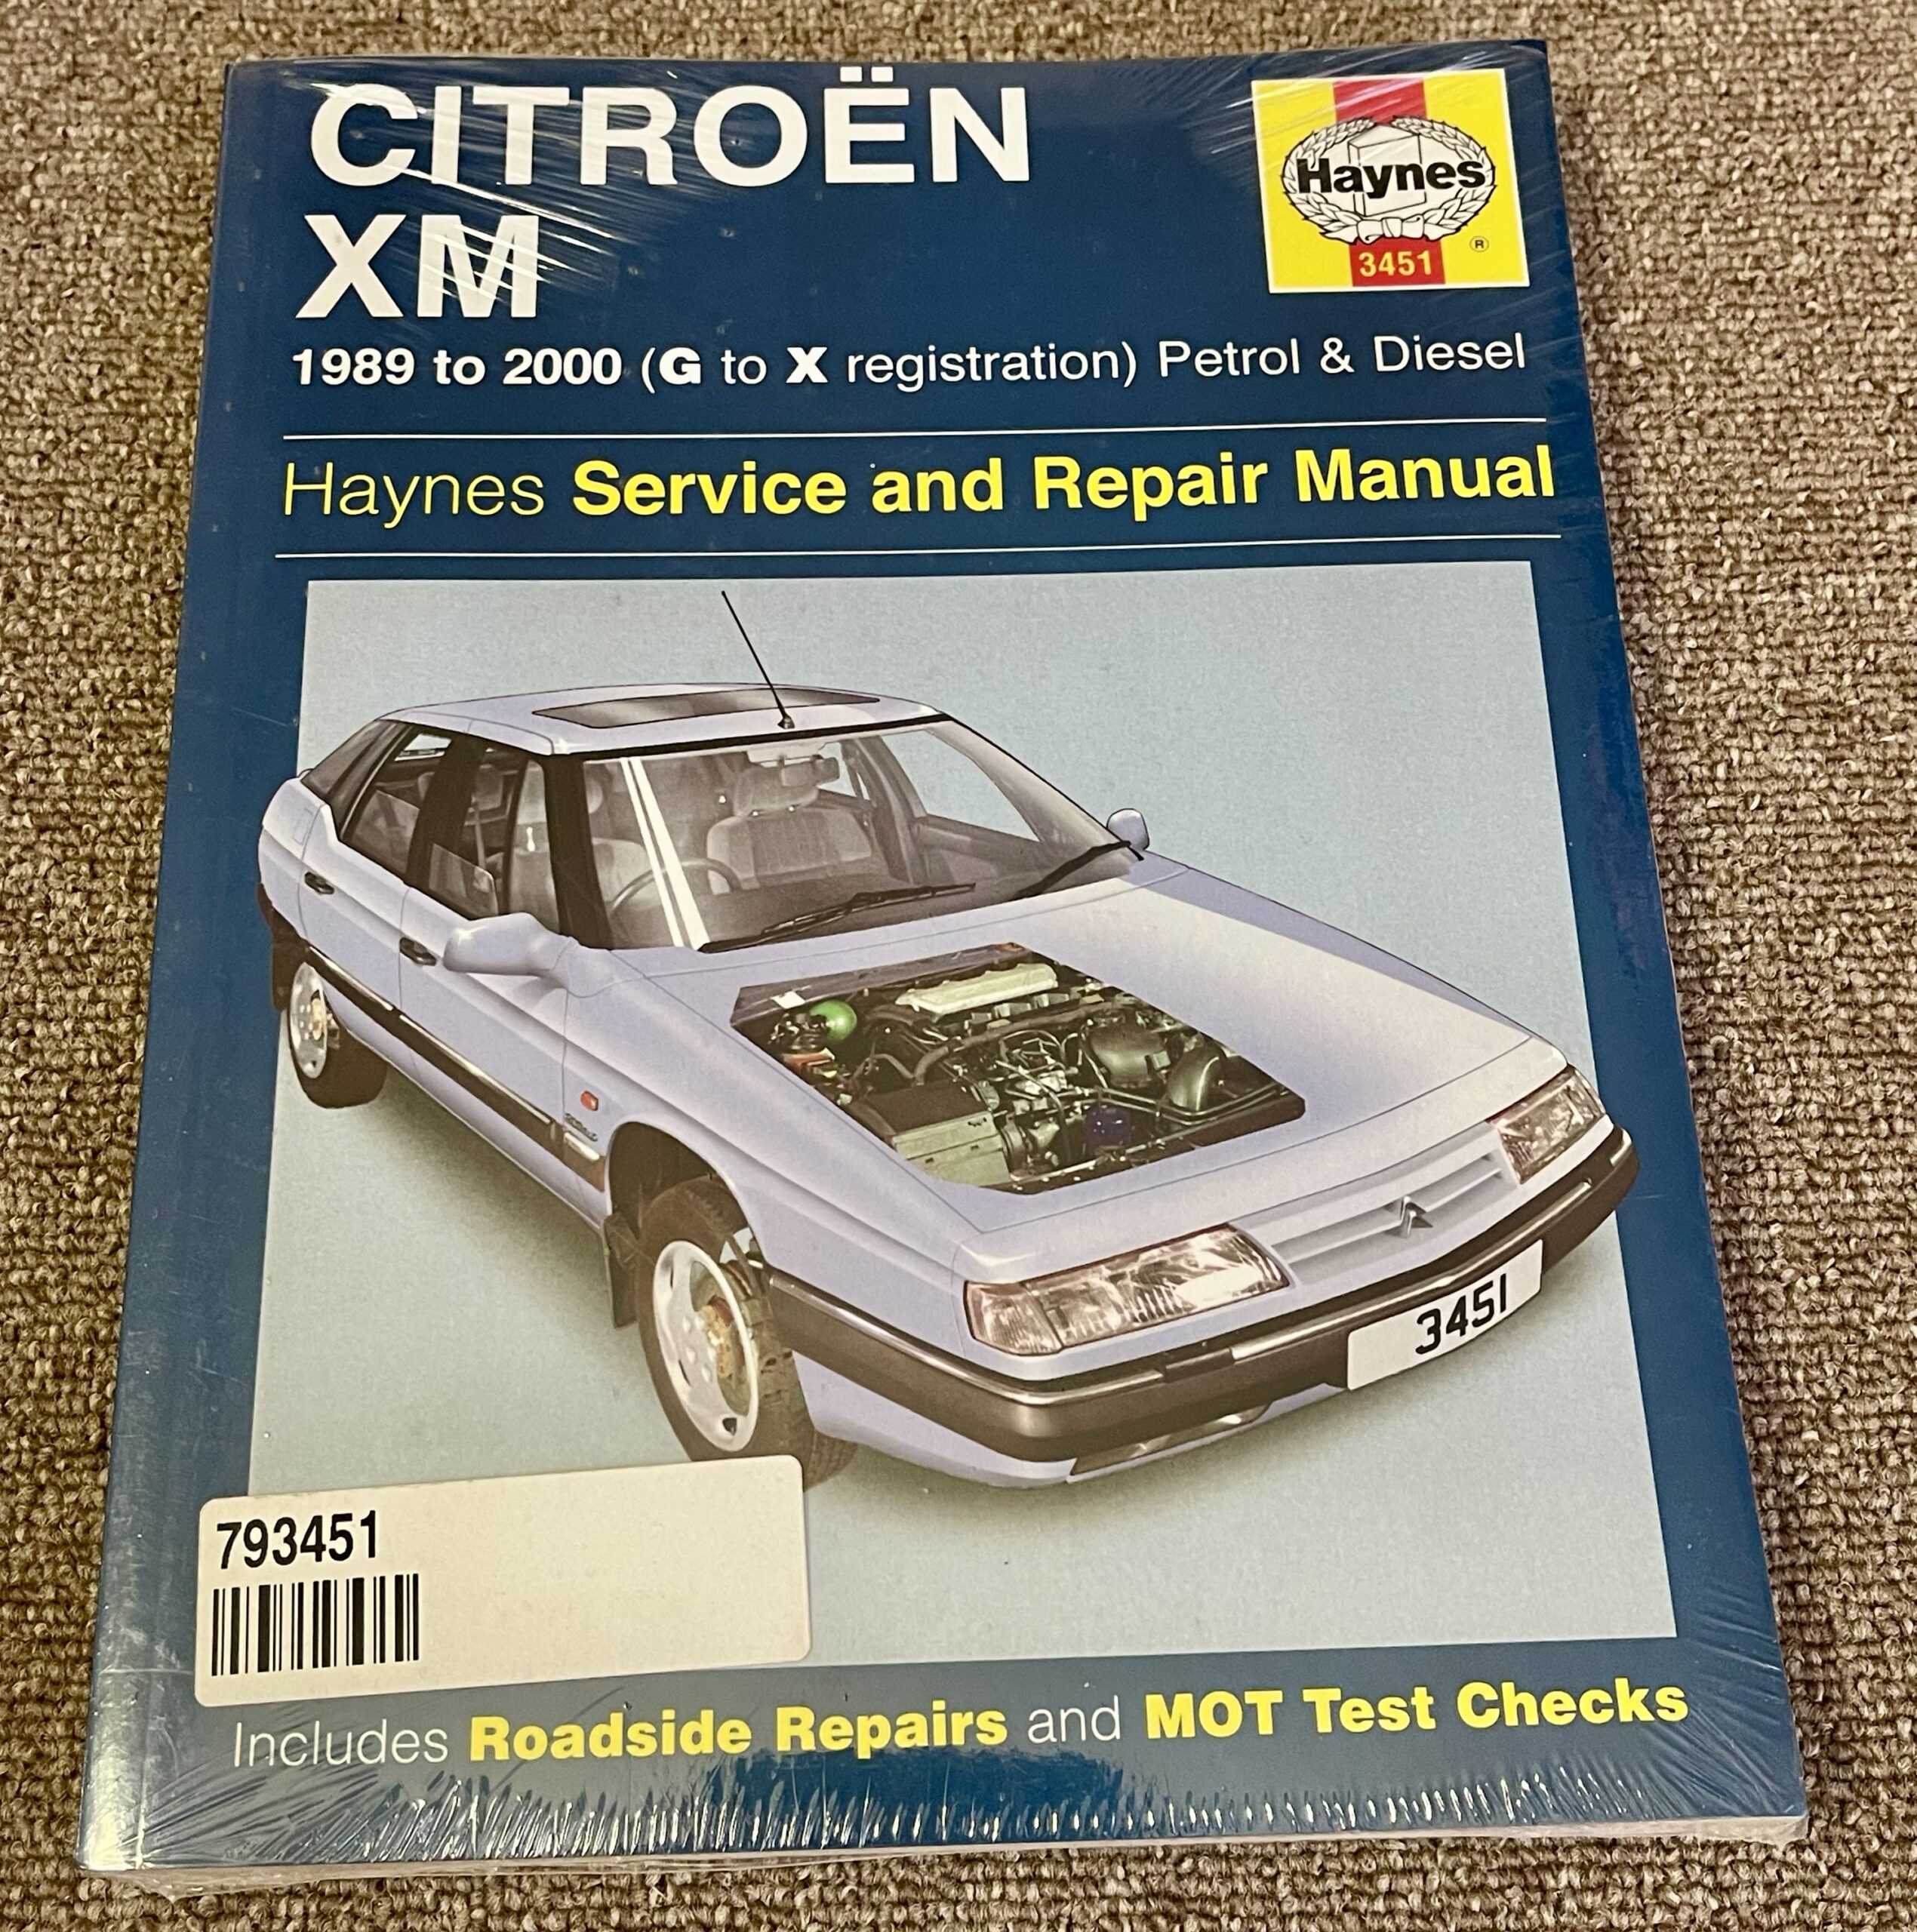 CITROËN
XM
Haynes
®
3451
1989 to 2000 (G to X registration) Petrol & Diesel
Haynes Service and Repair Manual
3451
793451
Includes Roadside Repairs and MOT Test Checks